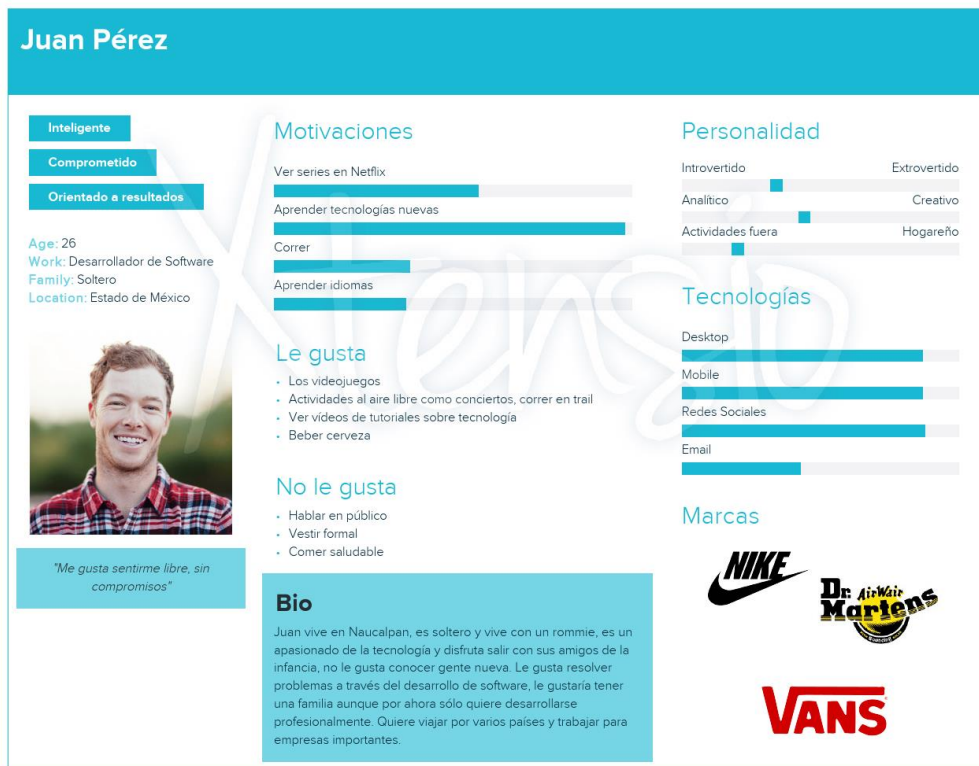 Juan Pérez
Inteligente
Comprometido
Orientado a resultados
Age: 26
Work: Desarrollador de Software
Family: Soltero
Location: Estado de México
"Me gusta sentirme libre, sin
compromisos"
Motivaciones
Ver series en Netflix
Aprender tecnologías nuevas
Correr
Aprender idiomas
Le gusta
Los videojuegos
Actividades al aire libre como conciertos, correr en trail
Ver vídeos de tutoriales sobre tecnología
Beber cerveza
No le gusta
Hablar en público
Vestir formal
Comer saludable
Bio
Juan vive en Naucalpan, es soltero y vive con un rommie, es un
apasionado de la tecnología y disfruta salir con sus amigos de la
infancia, no le gusta conocer gente nueva. Le gusta resolver
problemas a través del desarrollo de software, le gustaría tener
una familia aunque por ahora sólo quiere desarrollarse
profesionalmente. Quiere viajar por varios países y trabajar para
empresas importantes.
Personalidad
Introvertido Extrovertido
Analítico Creativo
Actividades fuera Hogareño
Tecnologías
Desktop
Mobile
Redes Sociales
Email
Marcas
NIKE
Dr. AirWair
Martens
VANS
Xtensio